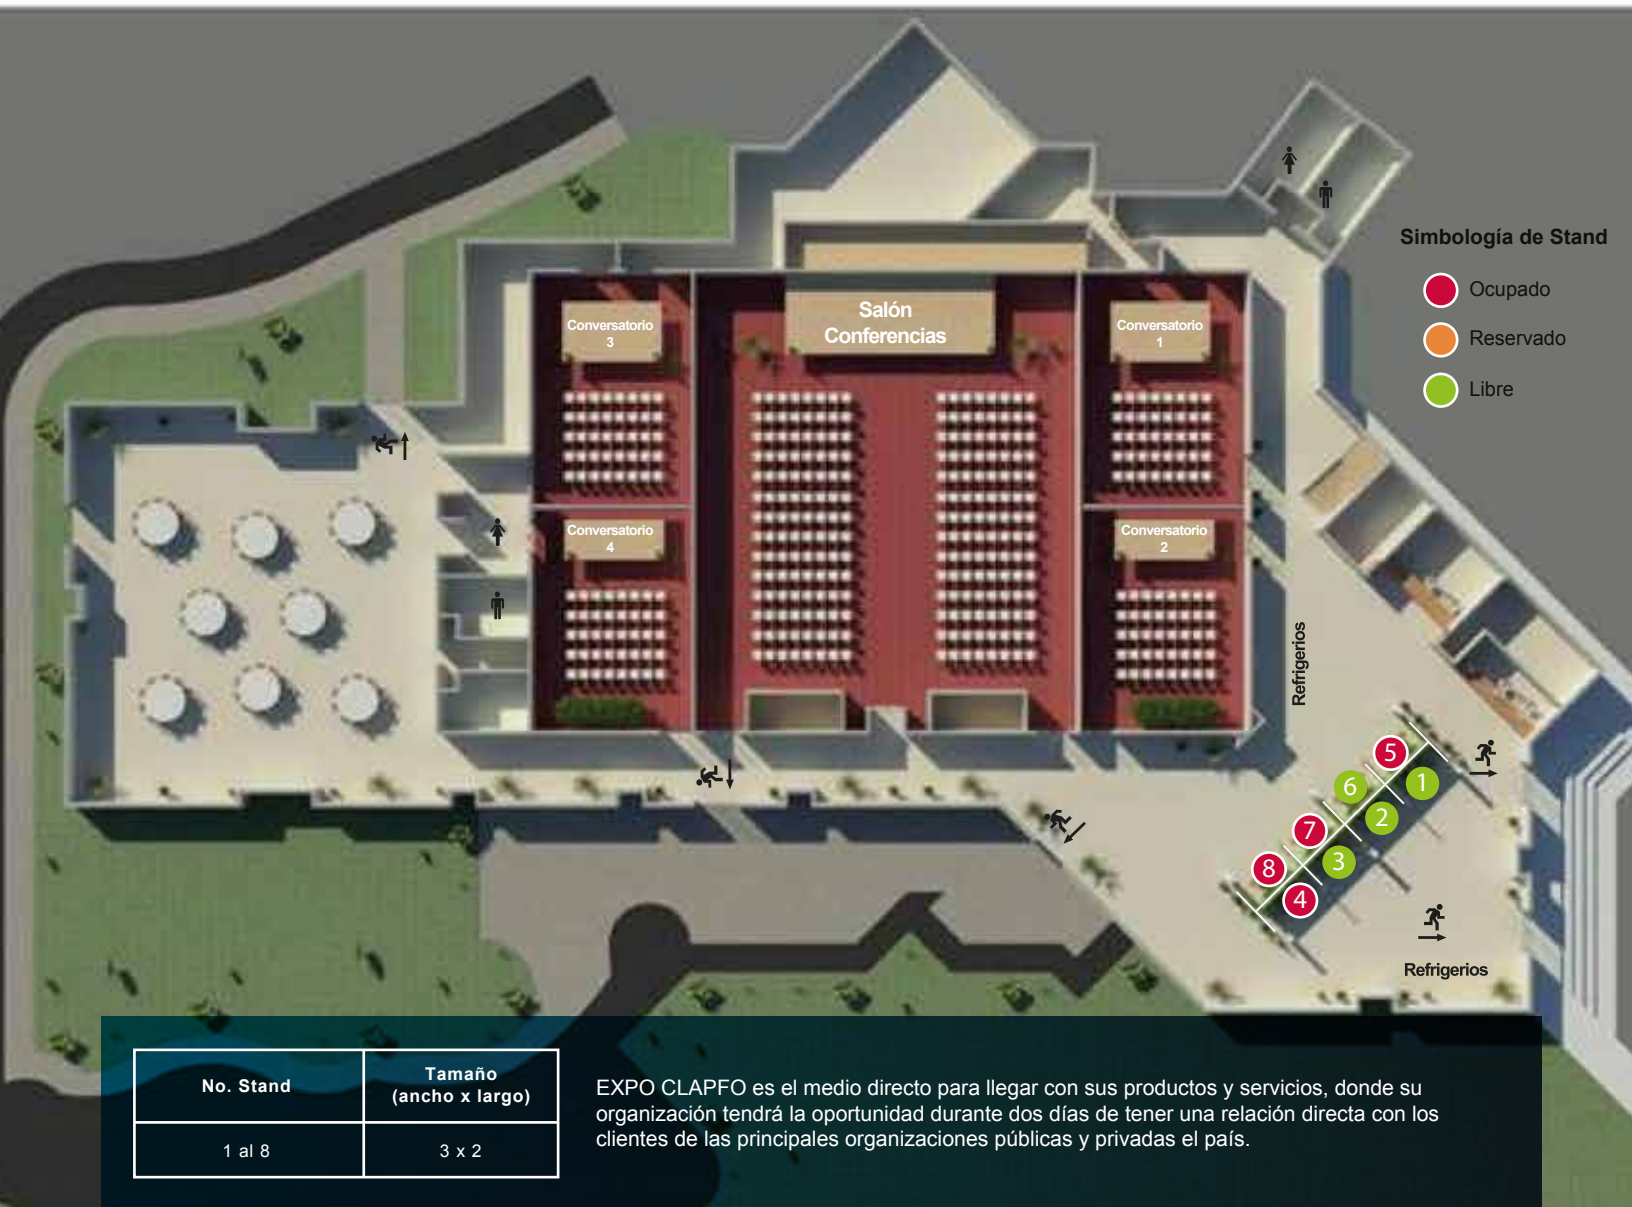 Simbología de Stand
Ocupado
Reservado
Libre
Salón
Conferencias
Conversatorio
3
Conversatorio
1
Conversatorio
4
Conversatorio
2
Refrigerios
5
1
6
2
7
3
8
4
Refrigerios
No. Stand
Tamaño
(ancho x largo)
1 al 8
3 x 2
EXPO CLAPFO es el medio directo para llegar con sus productos y servicios, donde su
organización tendrá la oportunidad durante dos días de tener una relación directa con los
clientes de las principales organizaciones públicas y privadas el país.